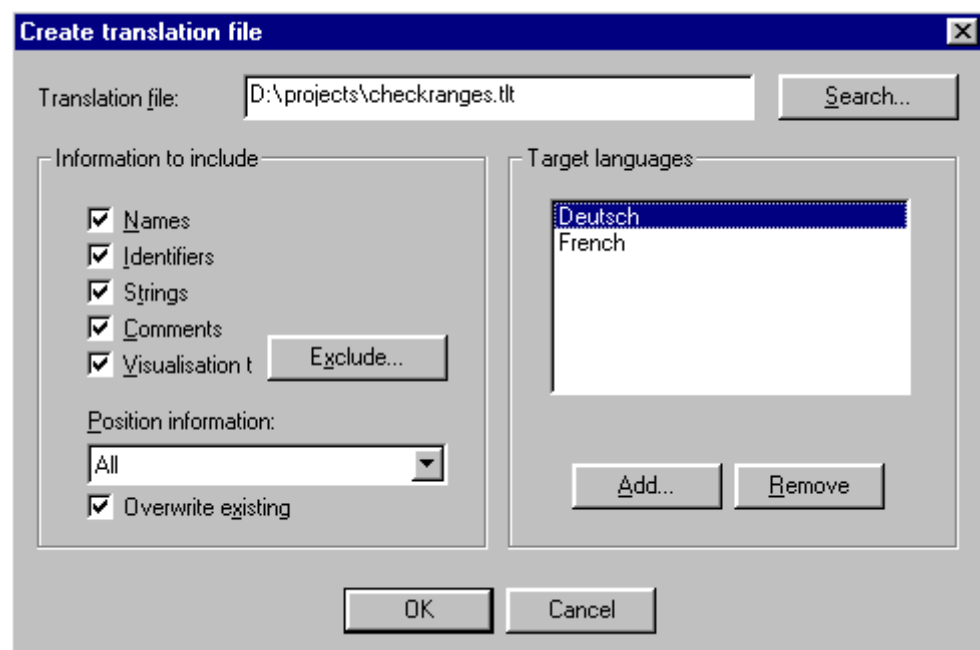 Create translation file
Translation file: D:\projects\checkranges.tlt Search...
Information to include
Names
Identifiers
Strings
Comments
Visualisation t Exclude...
Position information:
All
Overwrite existing
Target languages
Deutsch
French
Add... Remove
OK Cancel